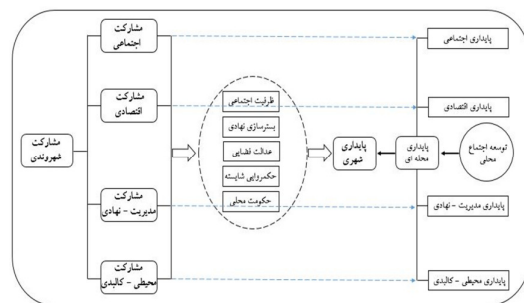 مشارکت
اجتماعی
پایداری اجتماعی
مشارکت
اقتصادی
ظرفیت اجتماعی
پایداری اقتصادی
بسترسازی نهادی
مشارکت
شهروندی
عدالت فضایی
پایداری
شهری
پایداری
محله ای
توسعه اجتماع
محلی
حکمروایی شایسته
حکومت محلی
مشارکت
مدیریت - نهادی
پایداری مدیریت - نهادی
مشارکت
محیطی - کالبدی
پایداری محیطی - کالبدی